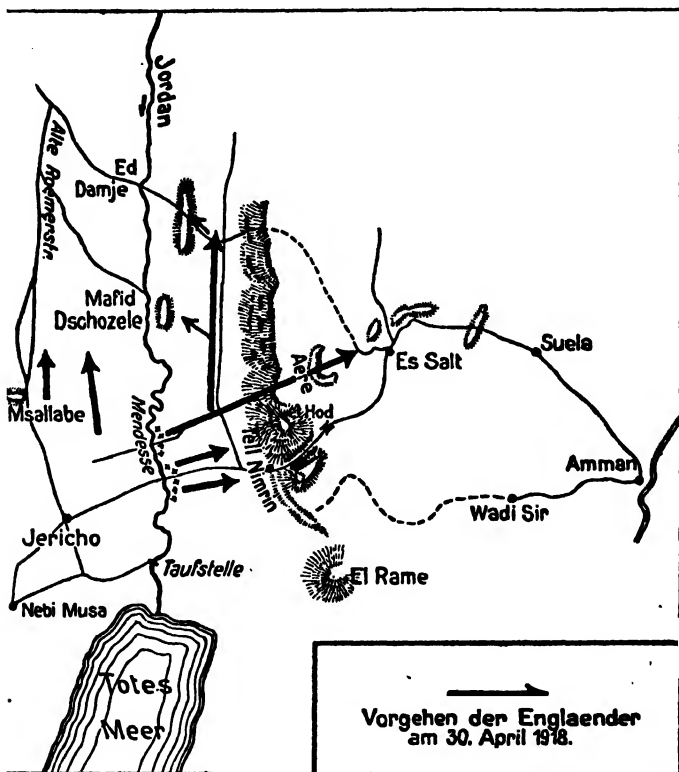 Jordan
Alte Roemerstr.
Ed
Damje
Mafid
Dschozele
Es Salt
Suela
Aere
Hod
Msallabe
Mendesse
Tell Nimrin
Amman
Wadi Sir
Jericho
Taufstelle
El Rame
Nebi Musa
Totes
Meer
Vorgehen der Englaender
am 30. April 1918.